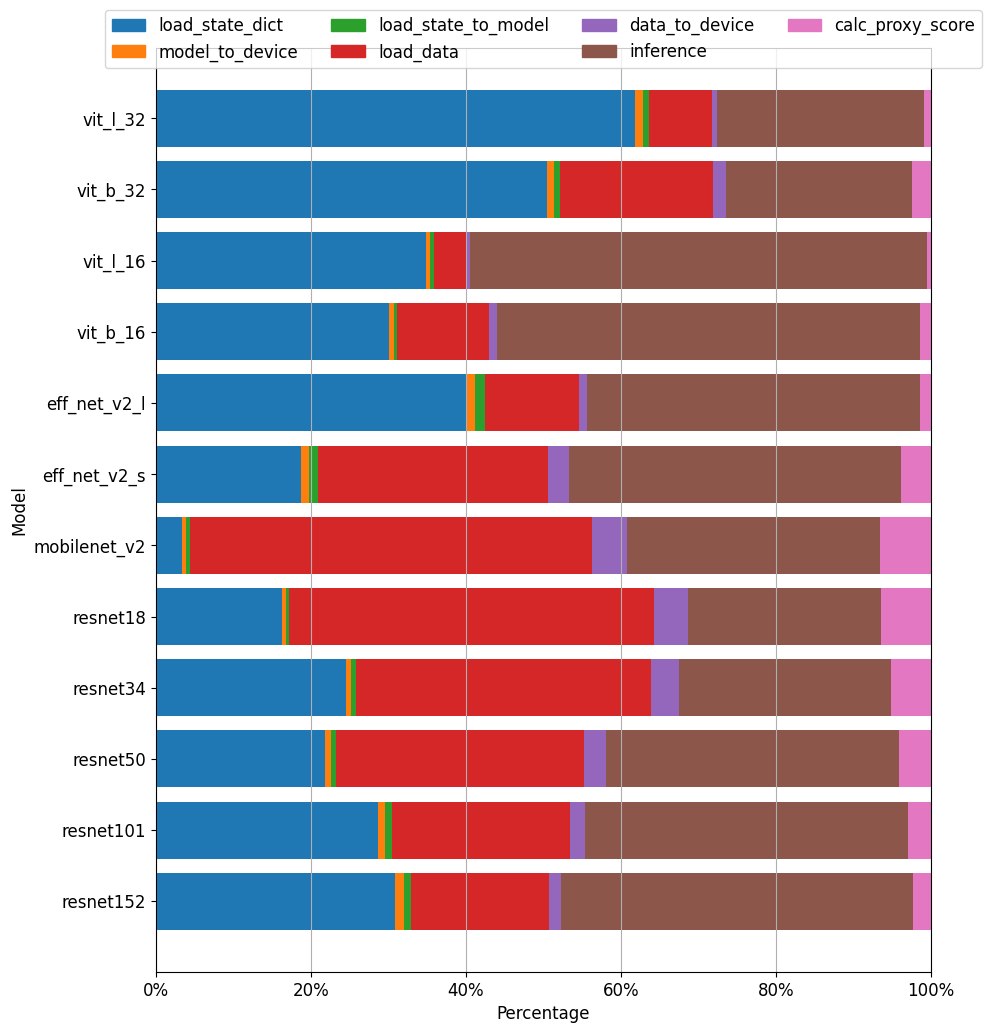 load_state_dict load_state_to_model data_to_device calc_proxy_score
model_to_device load_data inference
vit_l_32
vit_b_32
vit_l_16
vit_b_16
eff_net_v2_l
eff_net_v2_s
mobilenet_v2
resnet18
resnet34
resnet50
resnet101
resnet152
Model
0% 20% 40% 60% 80% 100%
Percentage